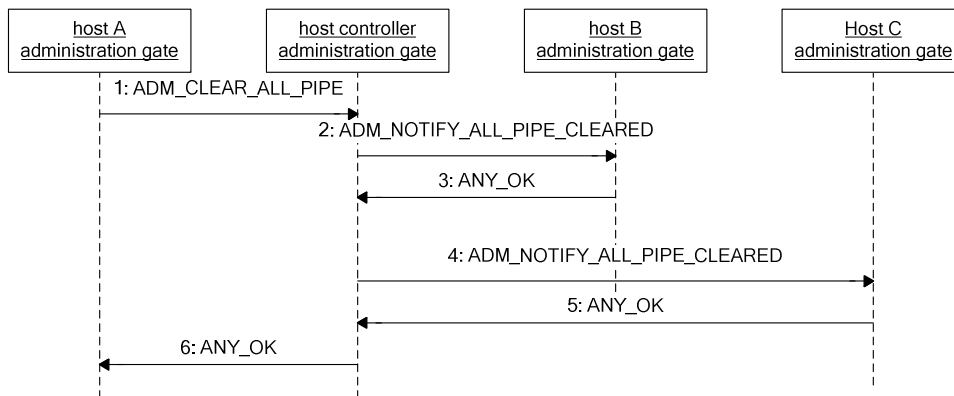 host A
administration gate
host controller
administration gate
host B
administration gate
Host C
administration gate
1: ADM_CLEAR_ALL_PIPE
2: ADM_NOTIFY_ALL_PIPE_CLEARED
3: ANY_OK
4: ADM_NOTIFY_ALL_PIPE_CLEARED
5: ANY_OK
6: ANY_OK